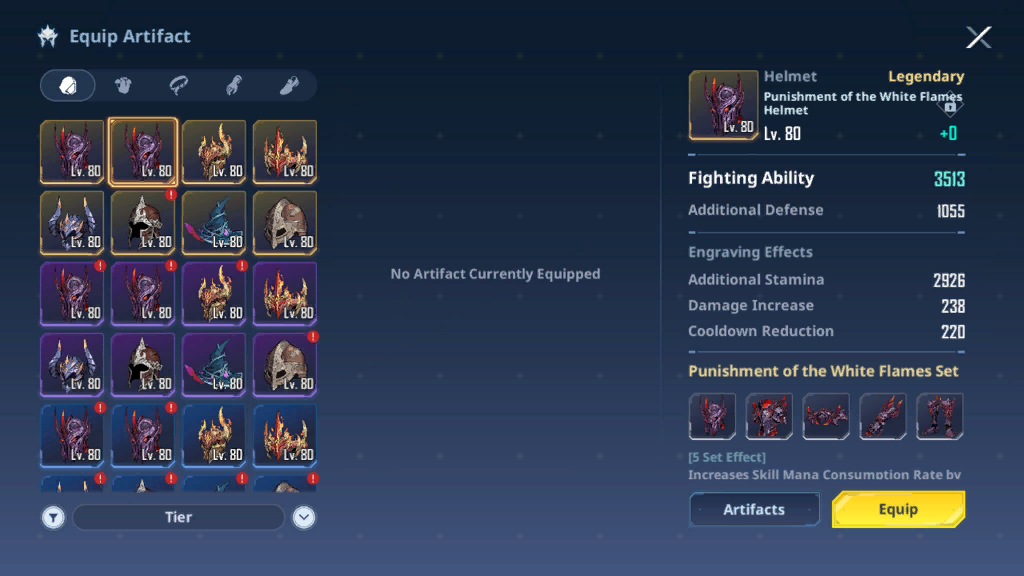 Equip Artifact
Helmet
Legendary
Punishment of the White Flames
Helmet
Lv. 80
Lv. 80
+0
Lv. 80
Lv. 80
Lv. 80
Lv. 80
Fighting Ability
3513
Additional Defense
1055
Lv. 80
Lv. 80
Lv. 80
Lv. 80
Engraving Effects
No Artifact Currently Equipped
Additional Stamina
2926
Damage Increase
238
Lv. 80
Lv. 80
Lv. 80
Lv. 80
Cooldown Reduction
220
Punishment of the White Flames Set
Lv. 80
Lv. 80
Lv. 80
Lv. 80
Lv. 80
Lv. 80
Lv. 80
Lv. 80
[5 Set Effect]
Increases Skill Mana Consumption Rate by
Tier
Artifacts
Equip